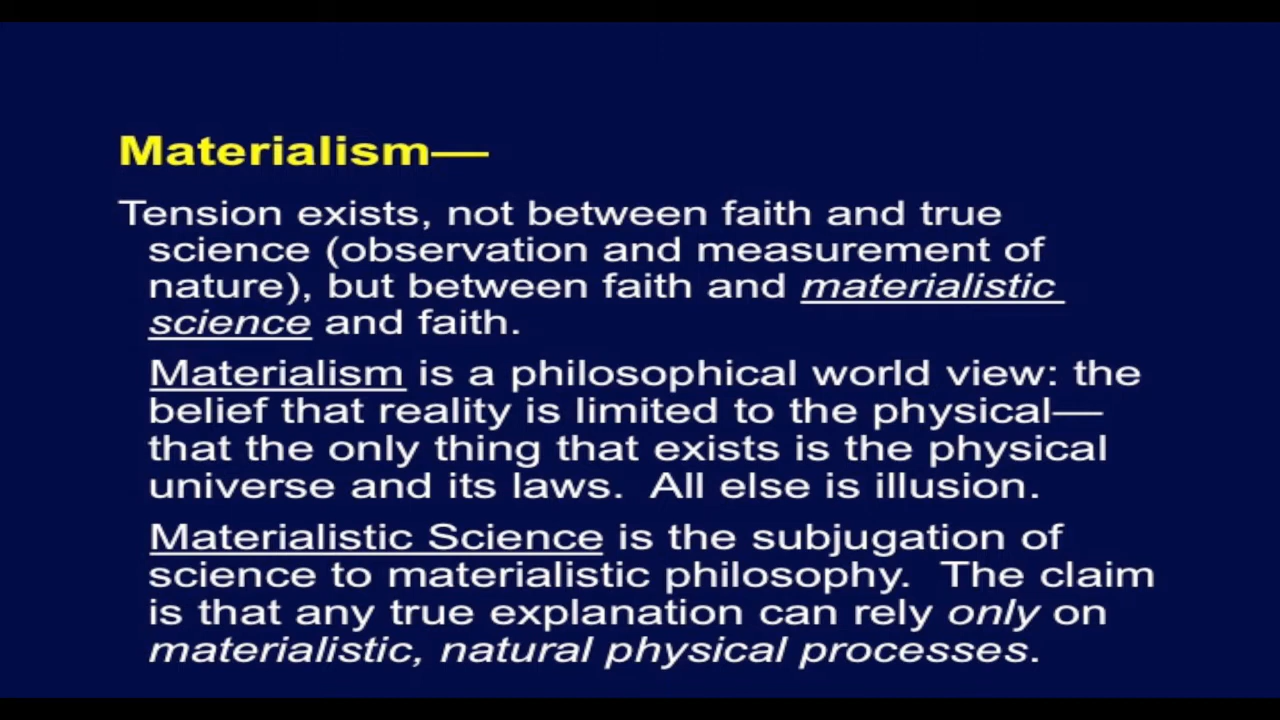 Materialism—
Tension exists, not between faith and true
science (observation and measurement of
nature), but between faith and materialistic
science and faith.
Materialism is a philosophical world view: the
belief that reality is limited to the physical—
that the only thing that exists is the physical
universe and its laws.  All else is illusion.
Materialistic Science is the subjugation of
science to materialistic philosophy.  The claim
is that any true explanation can rely only on
materialistic, natural physical processes.